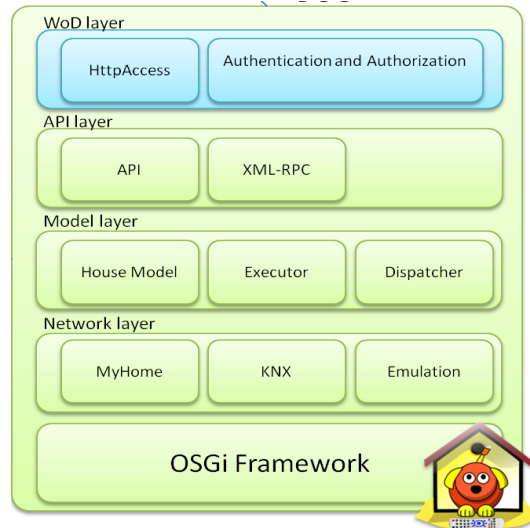 WoD layer
HttpAccess
Authentication and Authorization
API layer
API
XML-RPC
Model layer
House Model
Executor
Dispatcher
Network layer
MyHome
KNX
Emulation
OSGi Framework